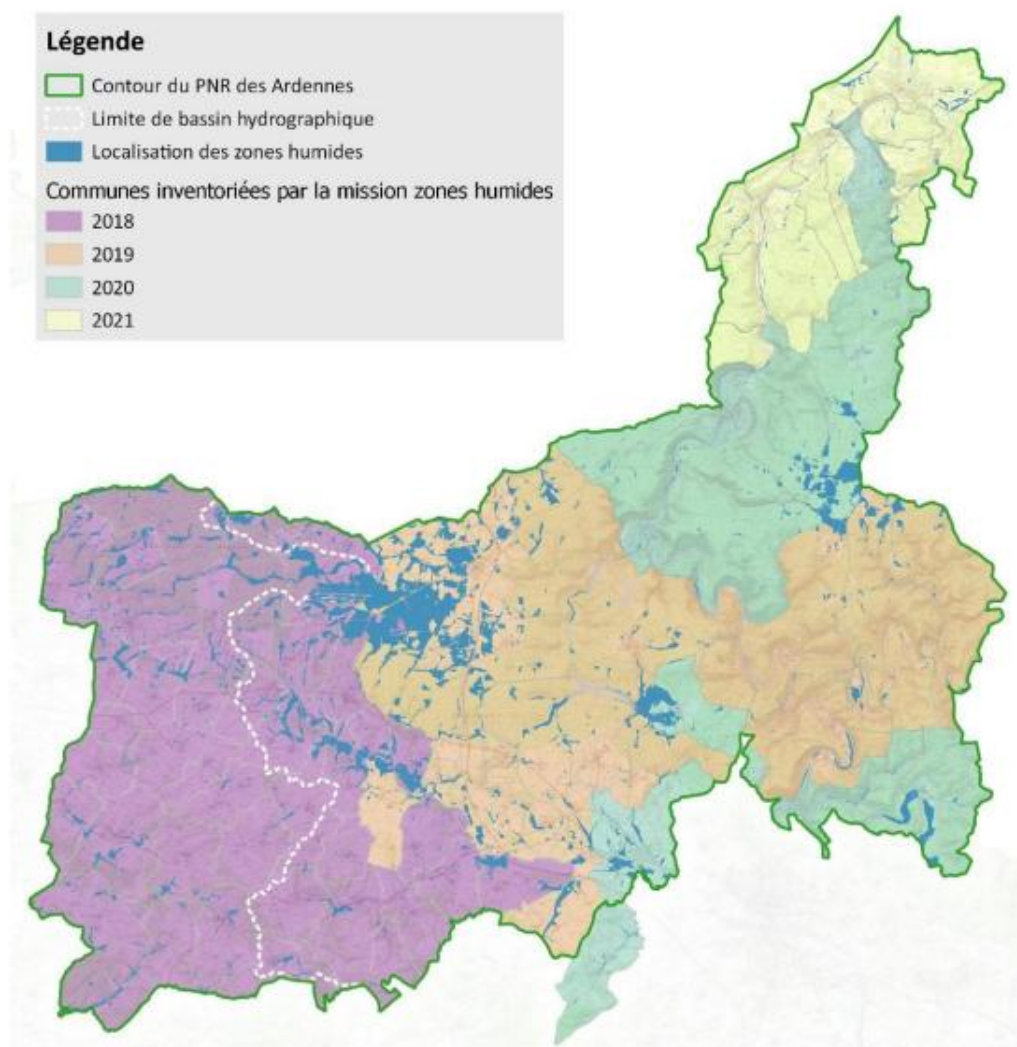 Légende
Contour du PNR des Ardennes
Limite de bassin hydrographique
Localisation des zones humides
Communes inventoriées par la mission zones humides
2018
2019
2020
2021